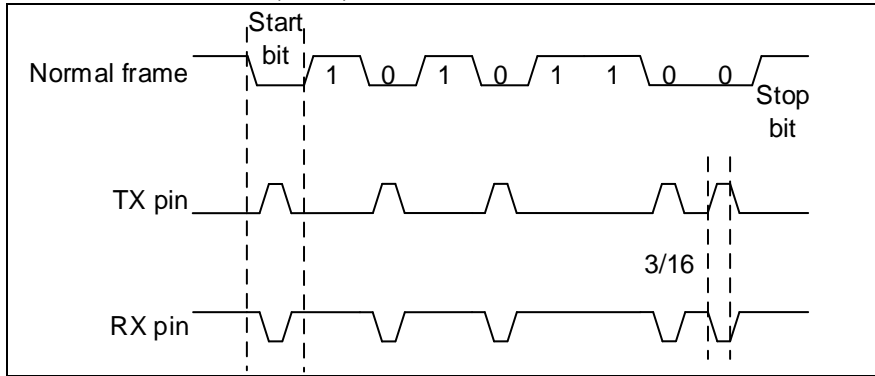 Start
bit
Normal frame
1 0 1 0 1 1 0 0
Stop
bit
TX pin
3/16
RX pin